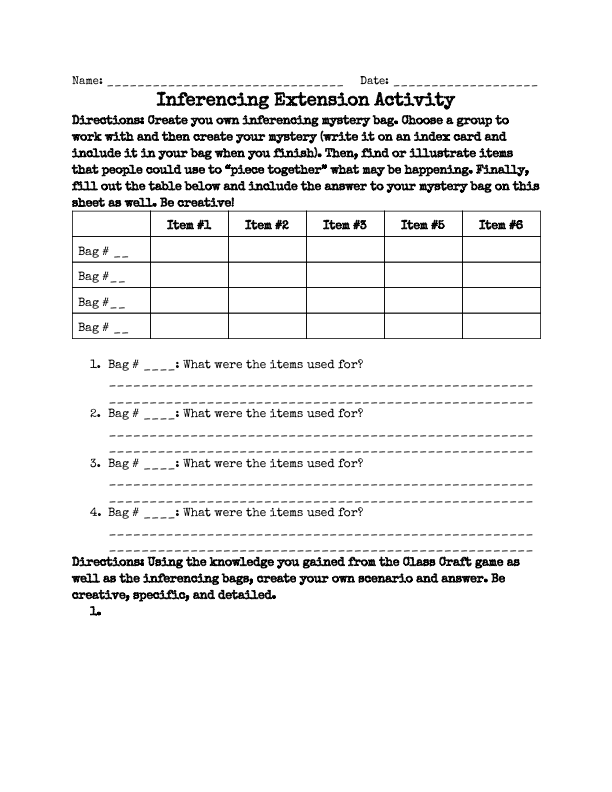 Name: _______________________________ Date: ___________________
Inferencing Extension Activity
Directions: Create you own inferencing mystery bag. Choose a group to
work with and then create your mystery (write it on an index card and
include it in your bag when you finish). Then, find or illustrate items
that people could use to “piece together” what may be happening. Finally,
fill out the table below and include the answer to your mystery bag on this
sheet as well. Be creative!
Item #1 Item #2 Item #3 Item #5 Item #6
Bag # __
Bag #__
Bag #__
Bag # __
1. Bag # ____: What were the items used for?
________________________________________________________
________________________________________________________
2. Bag # ____: What were the items used for?
________________________________________________________
________________________________________________________
3. Bag # ____: What were the items used for?
________________________________________________________
________________________________________________________
4. Bag # ____: What were the items used for?
________________________________________________________
________________________________________________________
Directions: Using the knowledge you gained from the Class Craft game as
well as the inferencing bags, create your own scenario and answer. Be
creative, specific, and detailed.
1.